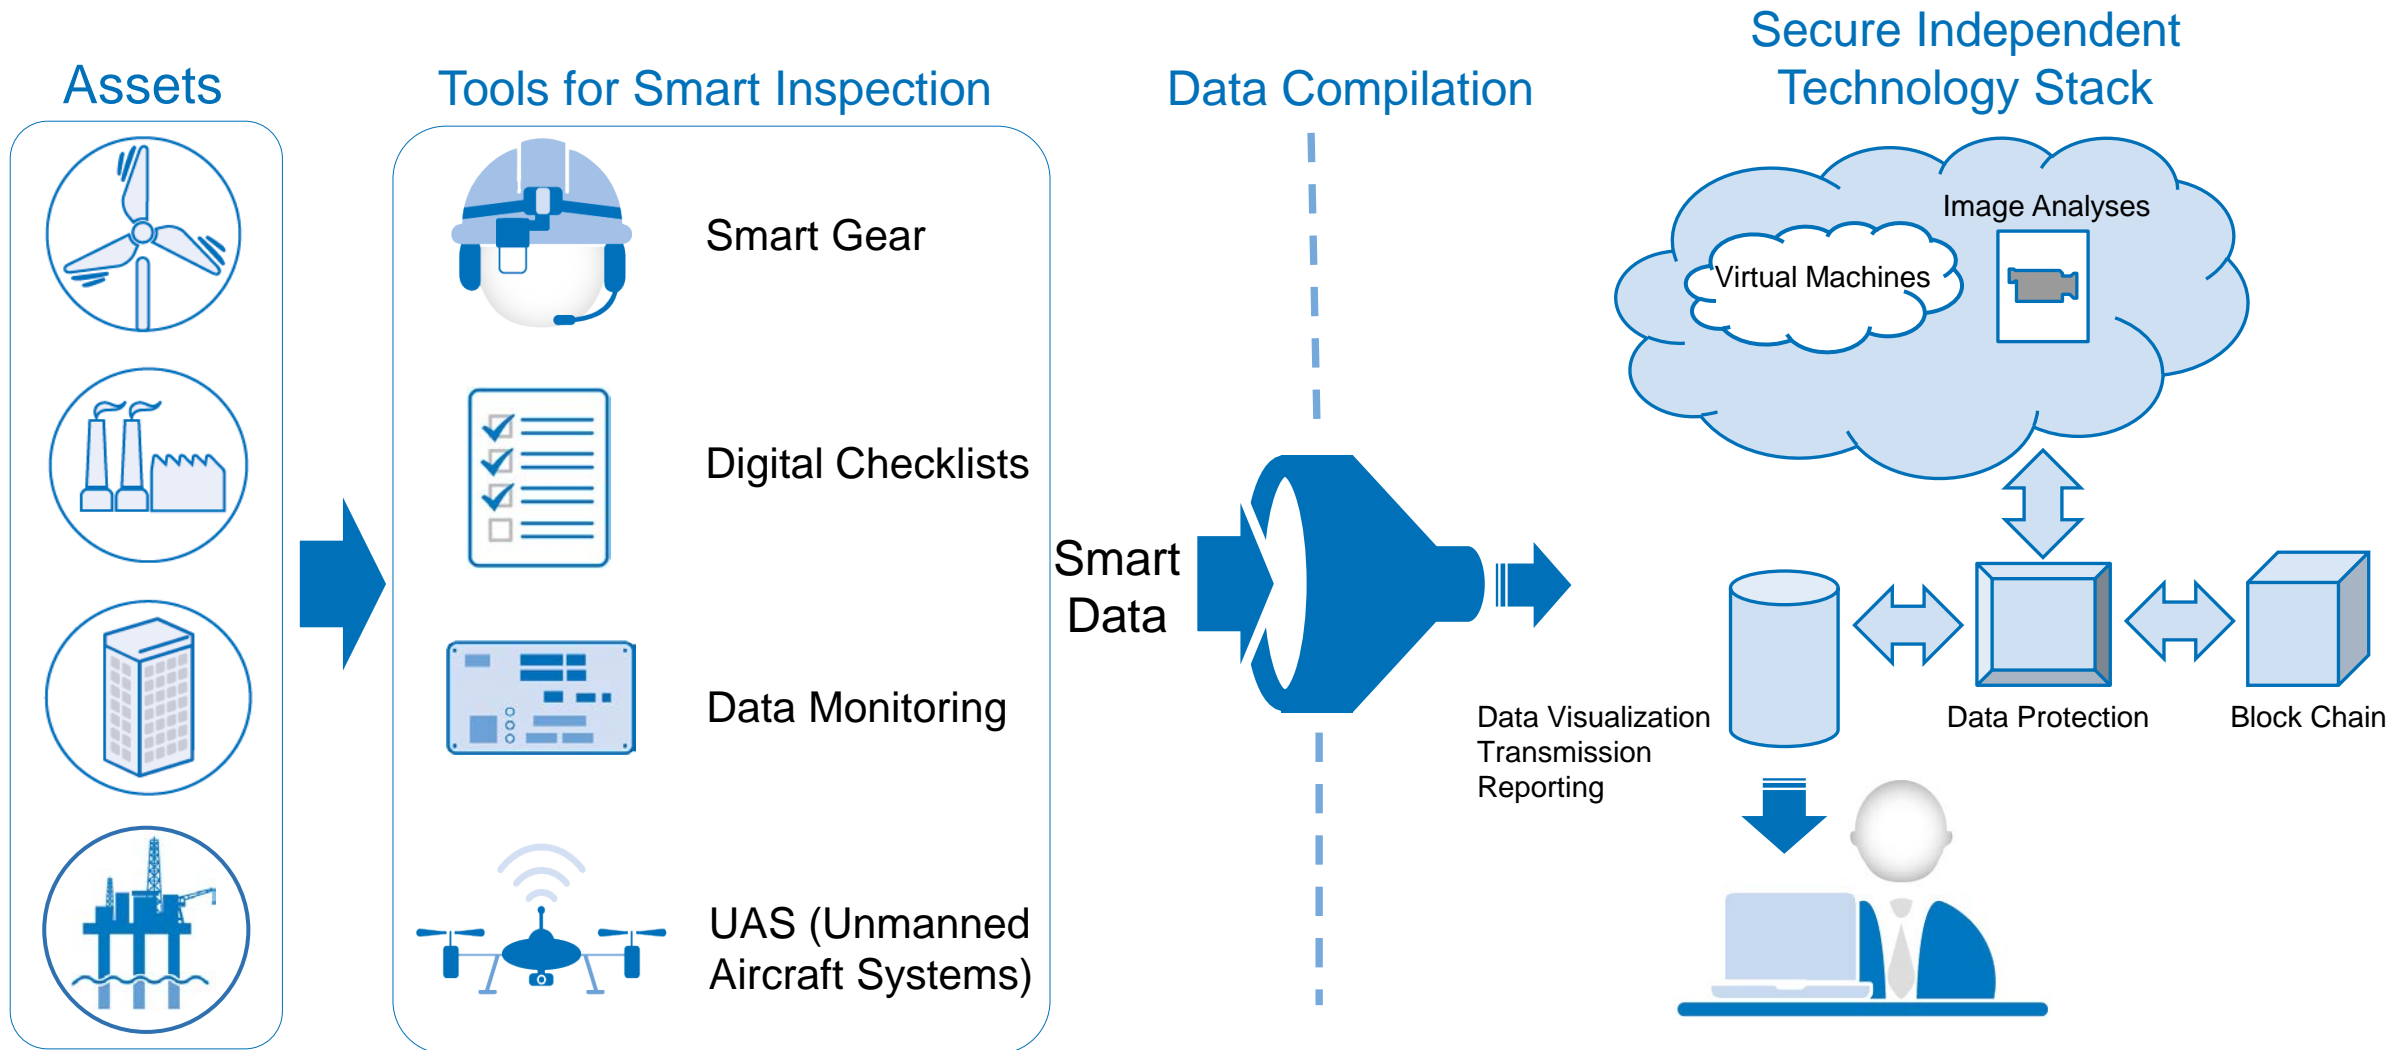 Assets
Tools for Smart Inspection
Smart Gear
Digital Checklists
Data Monitoring
UAS (Unmanned
Aircraft Systems)
Data Compilation
Smart
Data
Secure Independent
Technology Stack
Image Analyses
Virtual Machines
Data Visualization
Transmission
Reporting
Data Protection
Block Chain